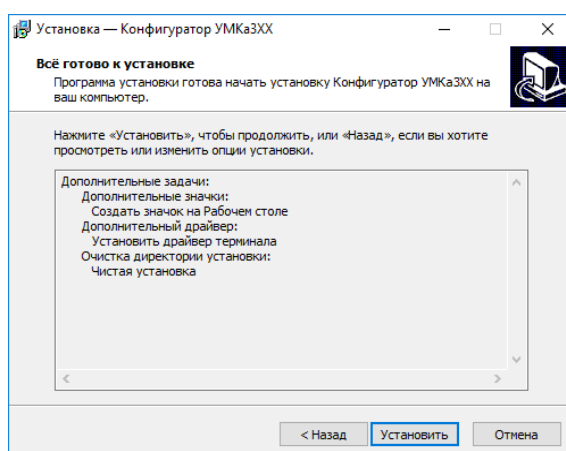 Установка — Конфигуратор УМКа3XX
Всё готово к установке
Программа установки готова начать установку Конфигуратор УМКа3XX на
ваш компьютер.
Нажмите «Установить», чтобы продолжить, или «Назад», если вы хотите
просмотреть или изменить опции установки.
Дополнительные задачи:
Дополнительные значки:
Создать значок на Рабочем столе
Дополнительный драйвер:
Установить драйвер терминала
Очистка директории установки:
Чистая установка
< Назад
Установить
Отмена